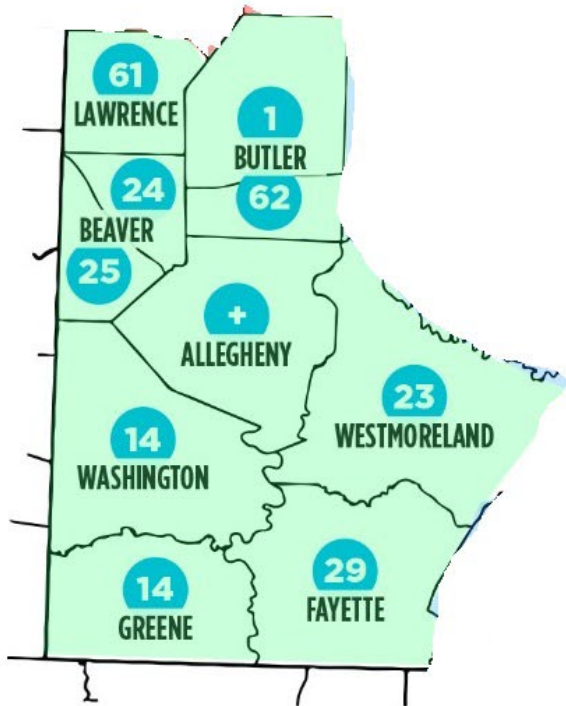 61
LAWRENCE
1
BUTLER
24
62
BEAVER
25
+
ALLEGHENY
23
WESTMORELAND
14
WASHINGTON
29
FAYETTE
14
GREENE